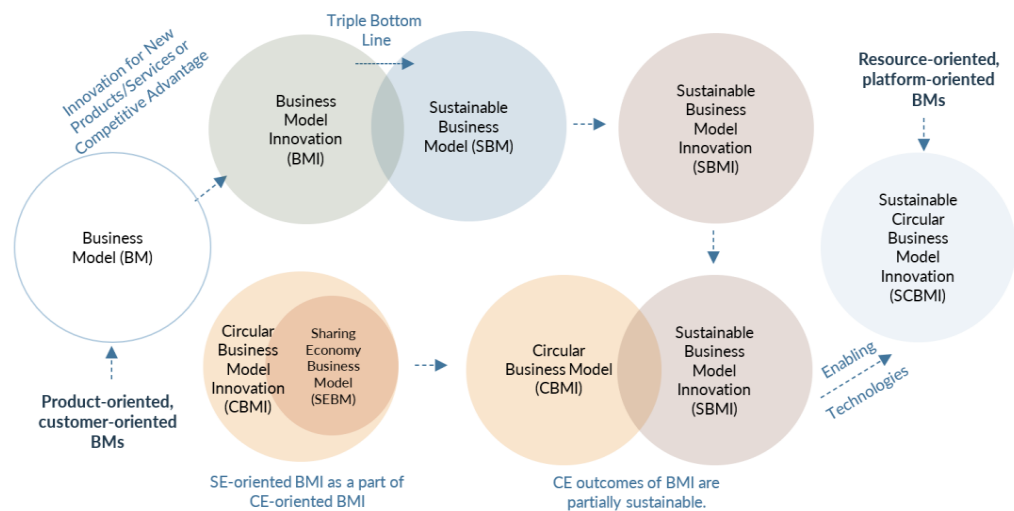 Innovation for New
Products/Services or
Competitive Advantage
Triple Bottom
Line
Business
Model
Innovation
(BMI)
Sustainable
Business
Model (SBM)
Sustainable
Business
Model
Innovation
(SBMI)
Resource-oriented,
platform-oriented
BMs
Business
Model (BM)
Sustainable
Circular
Business
Model
Innovation
(SCBMI)
Product-oriented,
customer-oriented
BMs
Circular
Business
Model
Innovation
(CBMI)
Sharing
Economy
Business
Model
(SEBM)
Circular
Business Model
(CBMI)
Sustainable
Business
Model
Innovation
(SBMI)
Enabling
Technologies
SE-oriented BMI as a part of
CE-oriented BMI
CE outcomes of BMI are
partially sustainable.